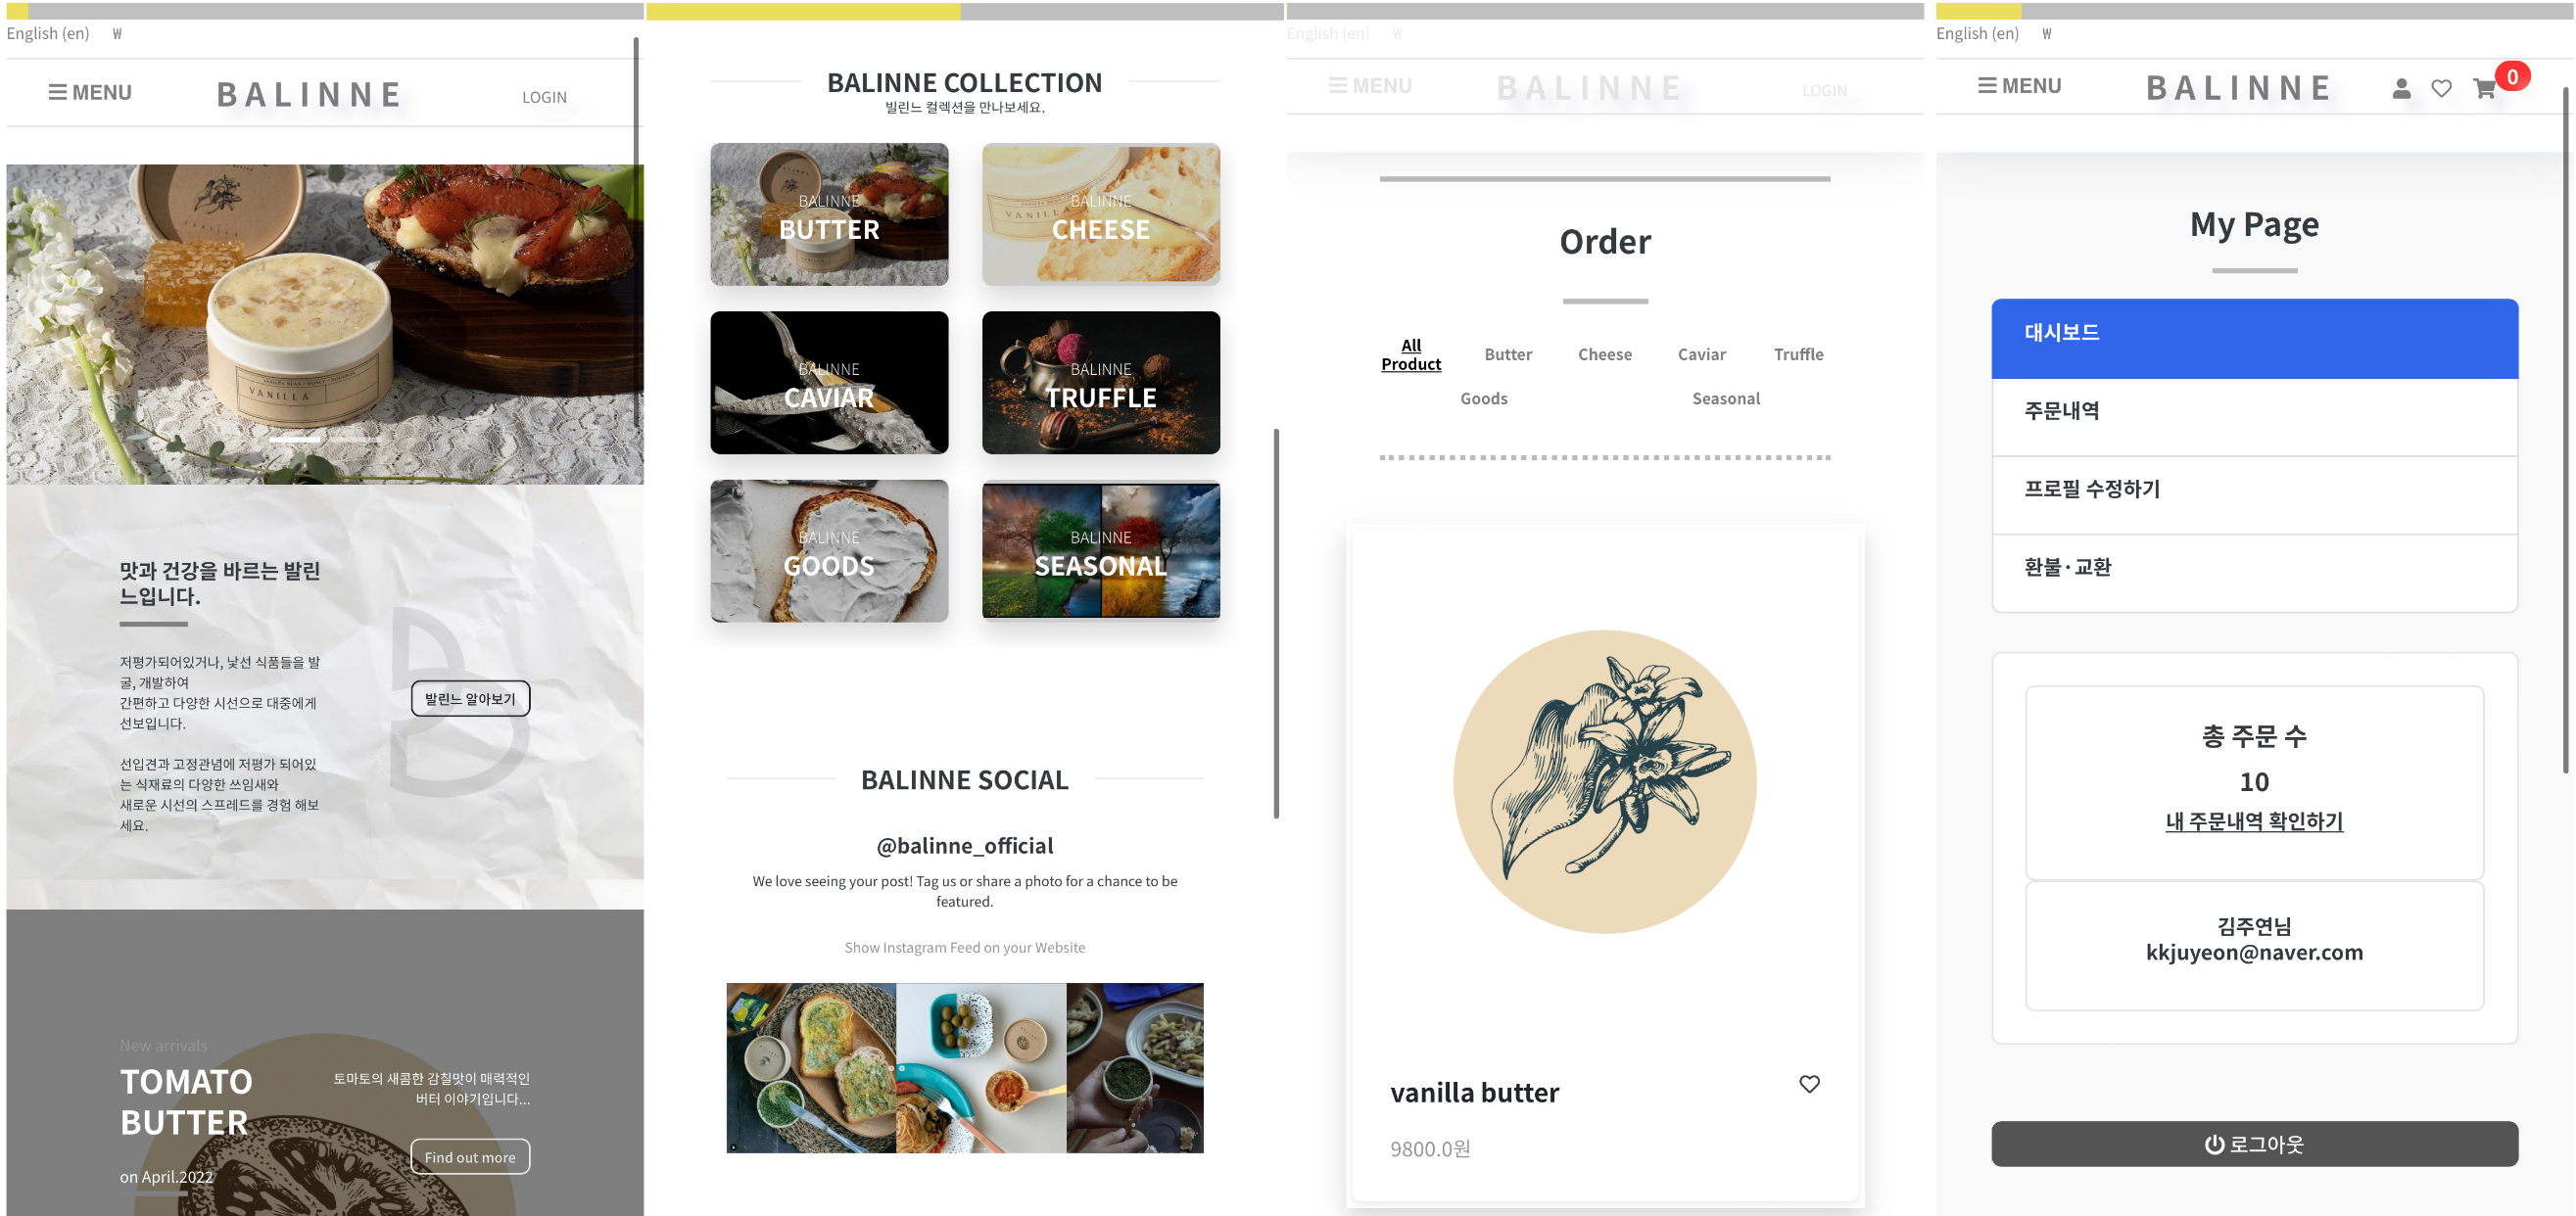 English (en) ₩
MENU
BALINNE
LOGIN
VANILLA
VANILLA
맛과 건강을 바르는 발린
느입니다.
저평가되어있거나, 낯선 식품들을 발
굴, 개발하여
간편하고 다양한 시선으로 대중에게
선보입니다.
선입견과 고정관념에 저평가 되어있
는 식재료의 다양한 쓰임새와
새로운 시선의 스프레드를 경험 해보
세요.
발린느 알아보기
New arrivals
TOMATO
BUTTER
on April.2022
토마토의 새콤한 감칠맛이 매력적인
버터 이야기입니다...
Find out more
BALINNE COLLECTION
빌린느 컬렉션을 만나보세요.
BALINNE
BUTTER
BALINNE
CHEESE
VANILLA
BALINNE
CAVIAR
BALINNE
TRUFFLE
BALINNE
GOODS
BALINNE
SEASONAL
BALINNE SOCIAL
@balinne_official
We love seeing your post! Tag us or share a photo for a chance to be
featured.
Show Instagram Feed on your Website
English (en) ₩
MENU
BALINNE
LOGIN
Order
All
Product
Butter
Cheese
Caviar
Truffle
Goods
Seasonal
vanilla butter
9800.0원
English (en) ₩
MENU
BALINNE
0
My Page
대시보드
주문내역
프로필 수정하기
환불·교환
총 주문 수
10
내 주문내역 확인하기
김주연님
kkjuyeon@naver.com
로그아웃